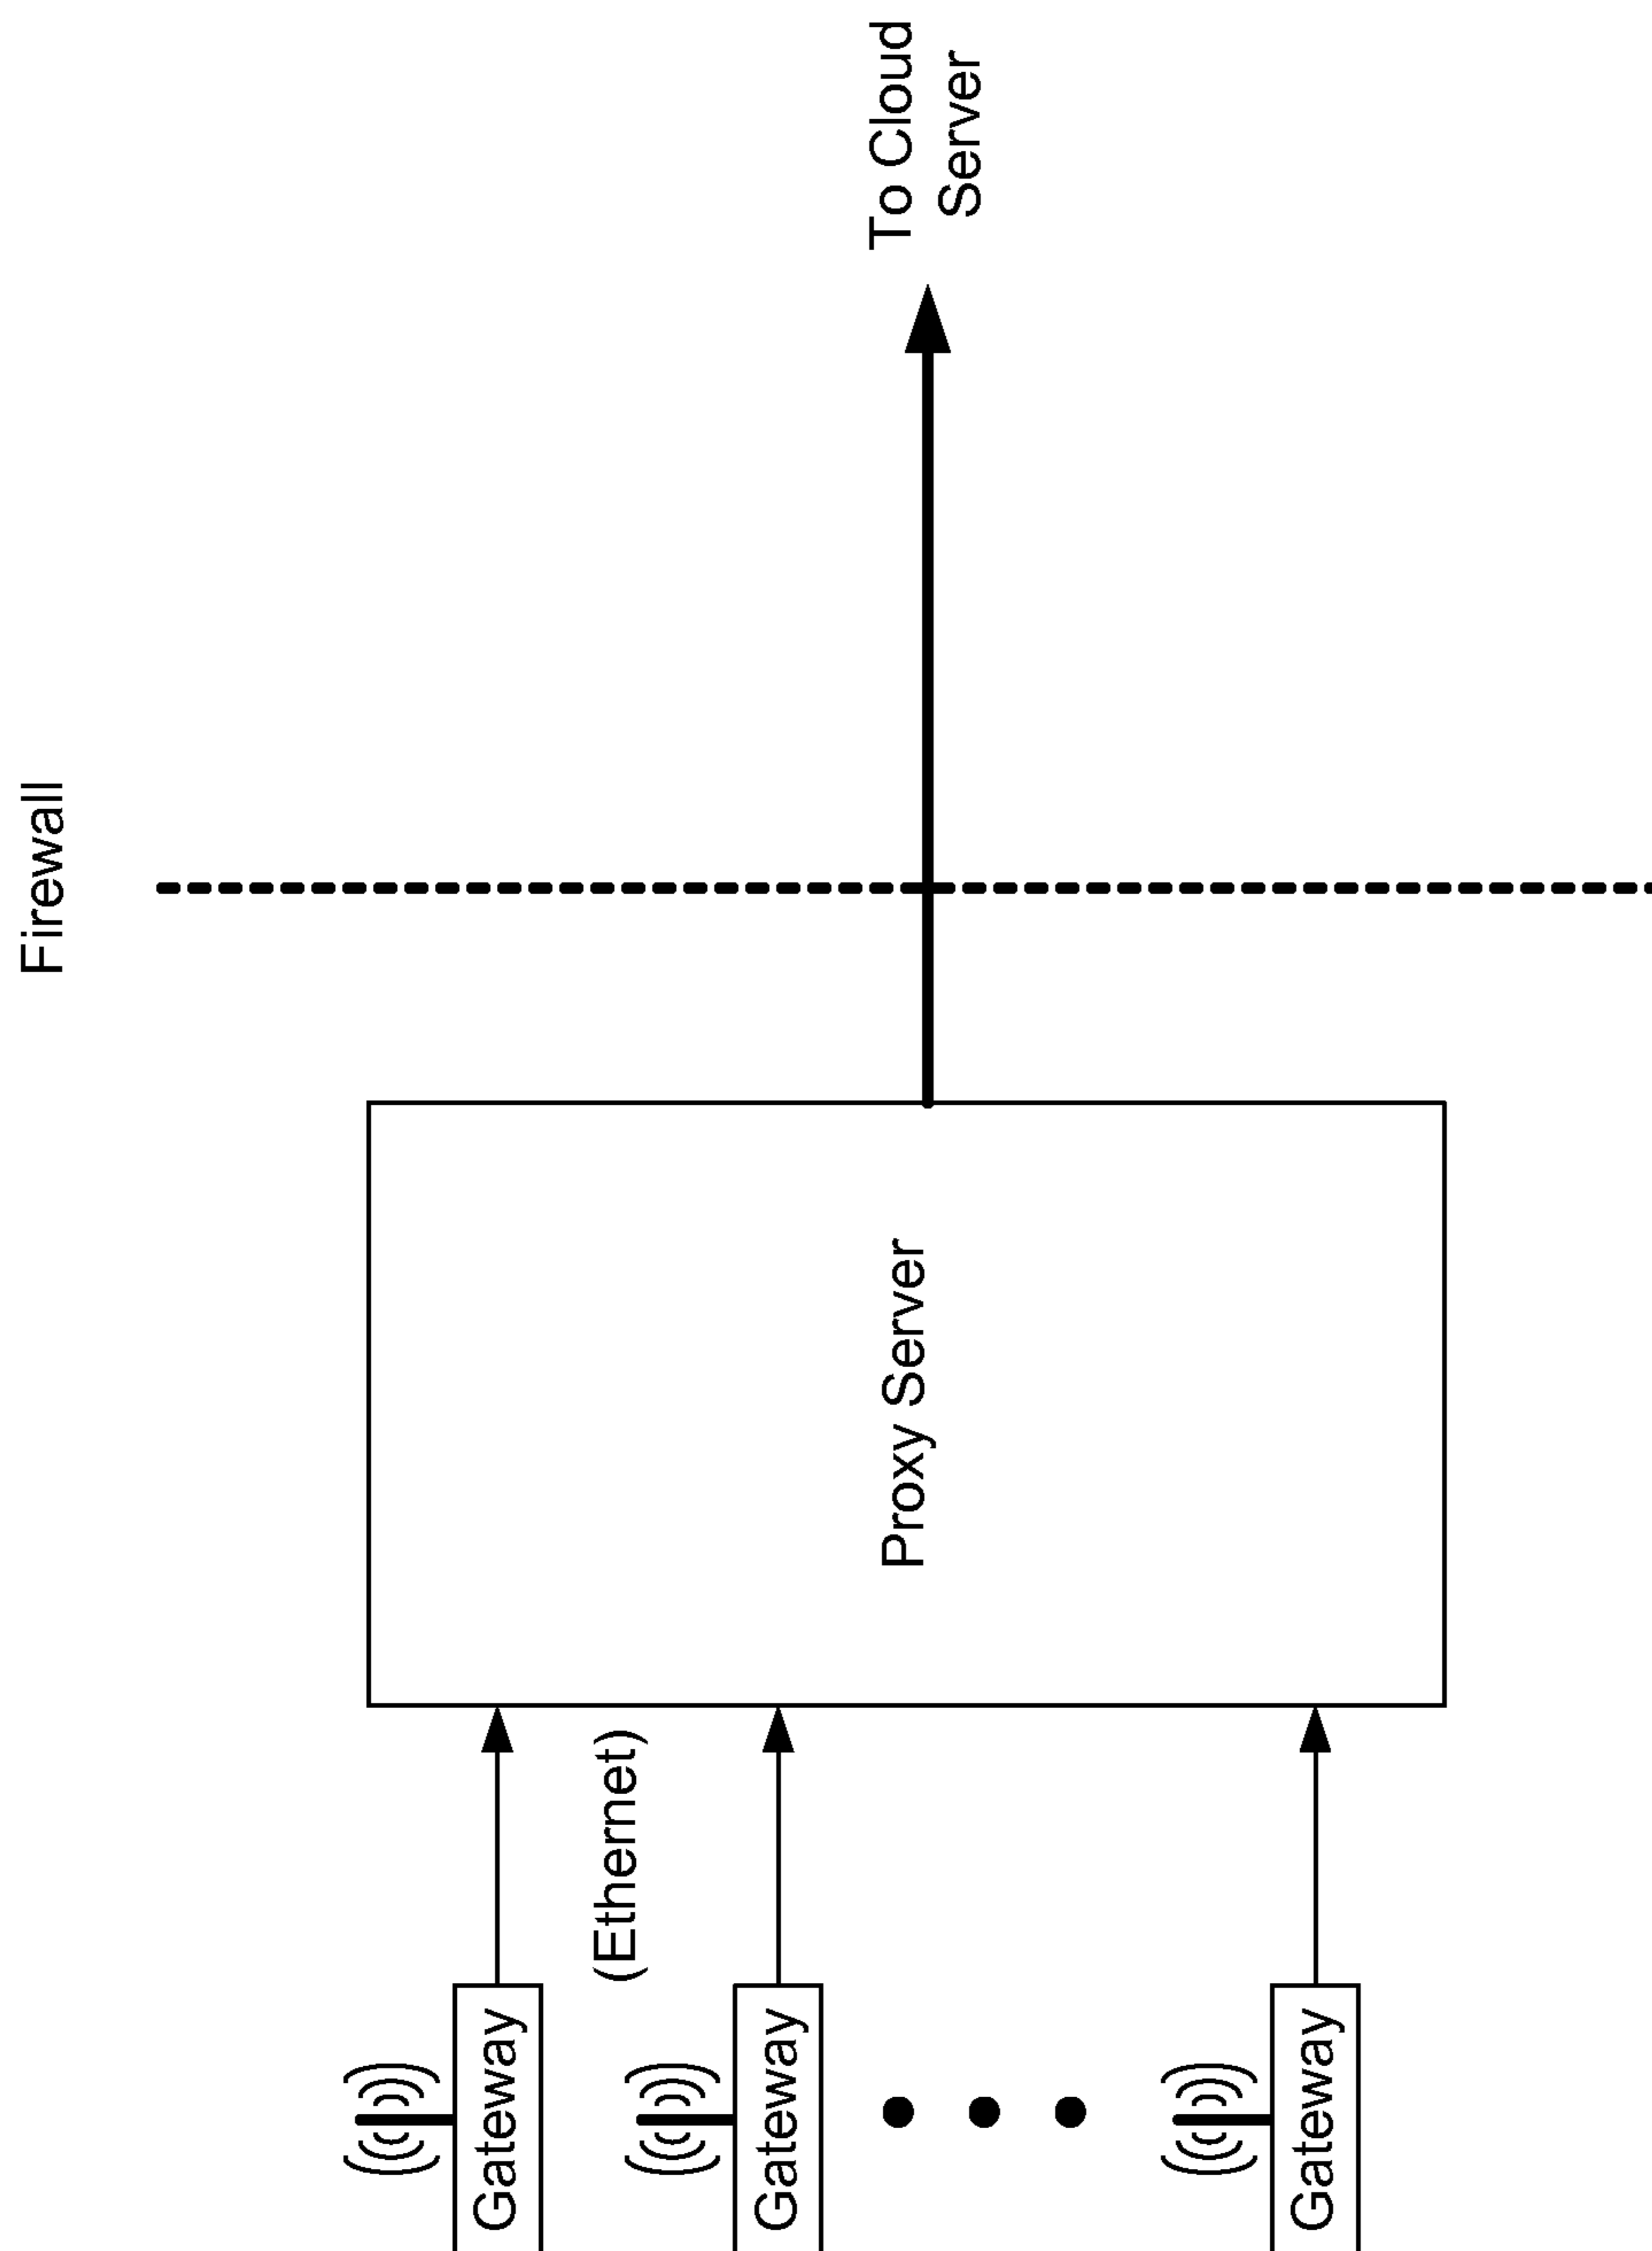 Firewall
To Cloud
Server
Proxy Server
(Ethernet)
Gateway
Gateway
Gateway